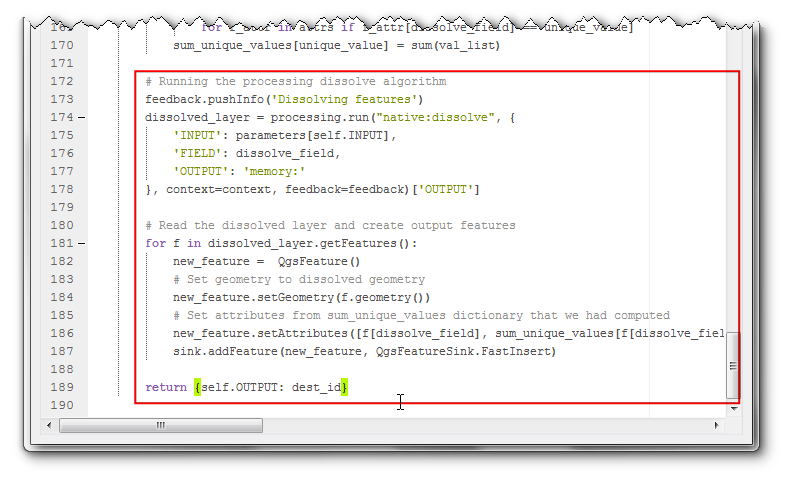 for f_attr in attrs if f_attr[dissolve_field] == unique_value]
170 sum_unique_values[unique_value] = sum(val_list)
171
172 # Running the processing dissolve algorithm
173 feedback.pushInfo('Dissolving features')
174 dissolved_layer = processing.run("native:dissolve", {
175 'INPUT': parameters[self.INPUT],
176 'FIELD': dissolve_field,
177 'OUTPUT': 'memory:'
178 }, context=context, feedback=feedback)['OUTPUT']
179
180 # Read the dissolved layer and create output features
181 for f in dissolved_layer.getFeatures():
182 new_feature =  QgsFeature()
183 # Set geometry to dissolved geometry
184 new_feature.setGeometry(f.geometry())
185 # Set attributes from sum_unique_values dictionary that we had computed
186 new_feature.setAttributes([f[dissolve_field], sum_unique_values[f[dissolve_fiel
187 sink.addFeature(new_feature, QgsFeatureSink.FastInsert)
188
189 return {self.OUTPUT: dest_id}
190